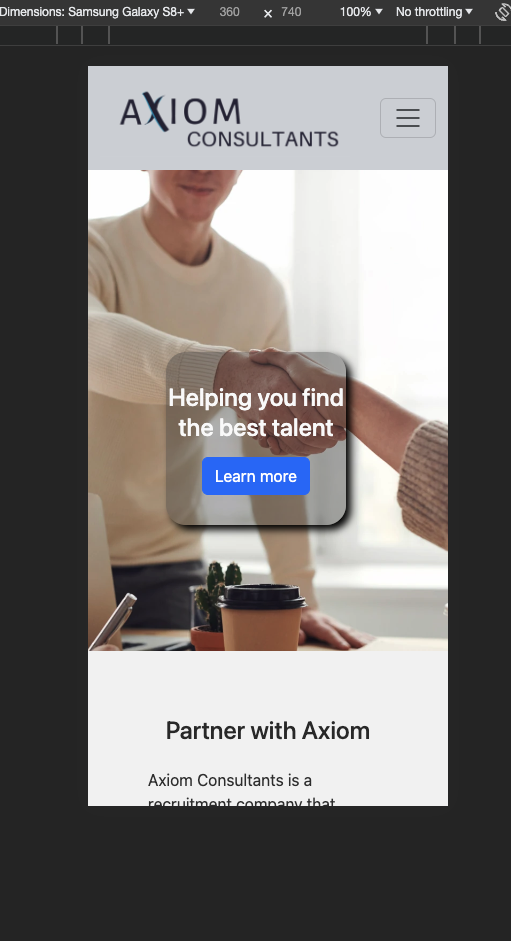 Dimensions: Samsung Galaxy S8+ 360 × 740 100% No throttling
AXIOM
CONSULTANTS
Helping you find
the best talent
Learn more
Partner with Axiom
Axiom Consultants is a
recruitment company that